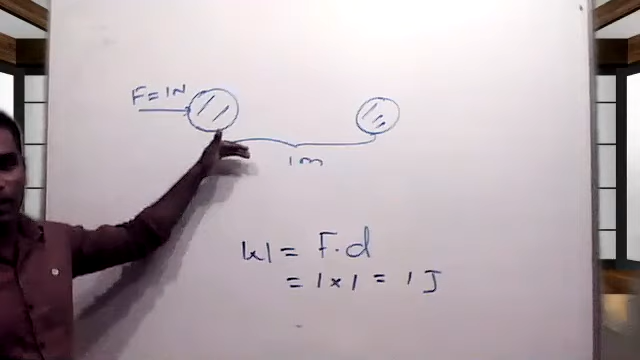 F = 1N
1m
W = F.d
= 1 x 1 = 1 J